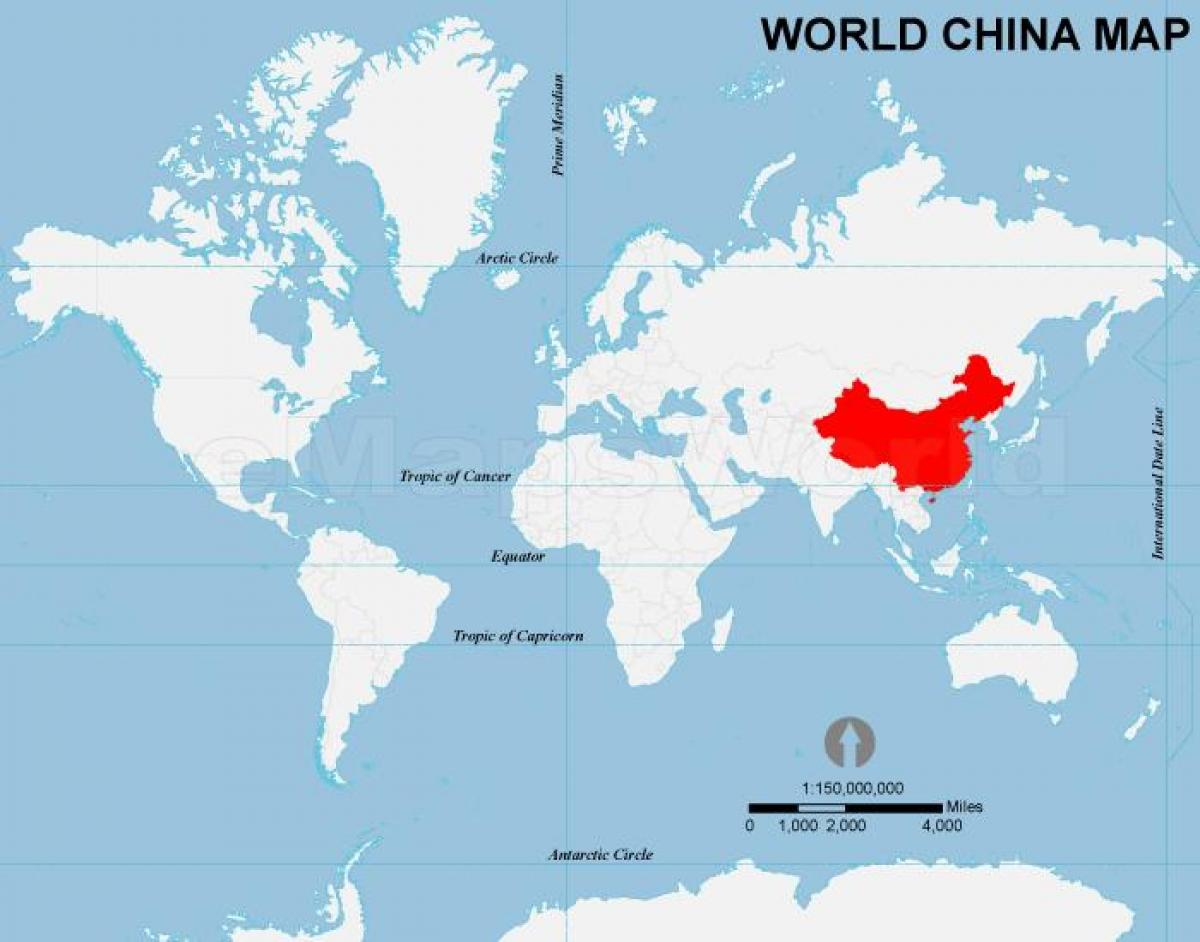 WORLD CHINA MAP
Prime Meridian
Arctic Circle
eMapsWorld
Tropic of Cancer
International Date Line
Equator
Tropic of Capricorn
1:150,000,000
Miles
0 1,000 2,000 4,000
Antarctic Circle